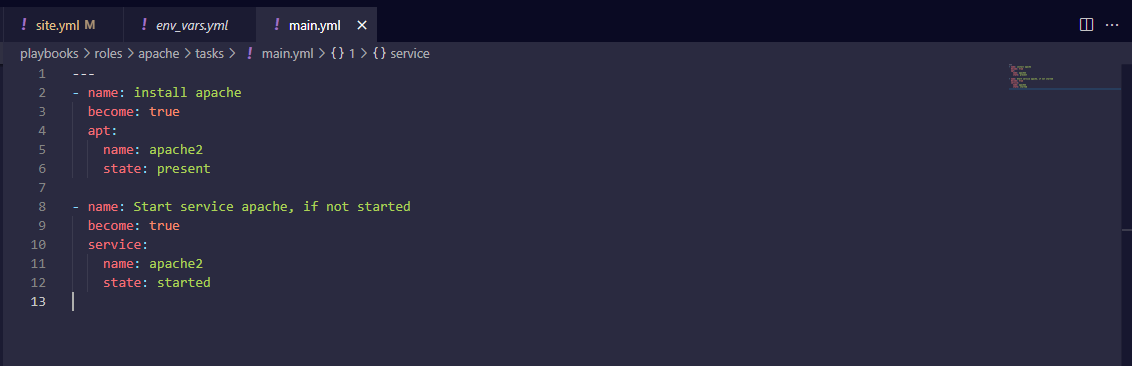 ! site.yml M ! env_vars.yml ! main.yml ×
playbooks > roles > apache > tasks > ! main.yml > {} 1 > {} service
1 ---
2 - name: install apache
3   become: true
4   apt:
5     name: apache2
6     state: present
7
8 - name: Start service apache, if not started
9   become: true
10   service:
11     name: apache2
12     state: started
13